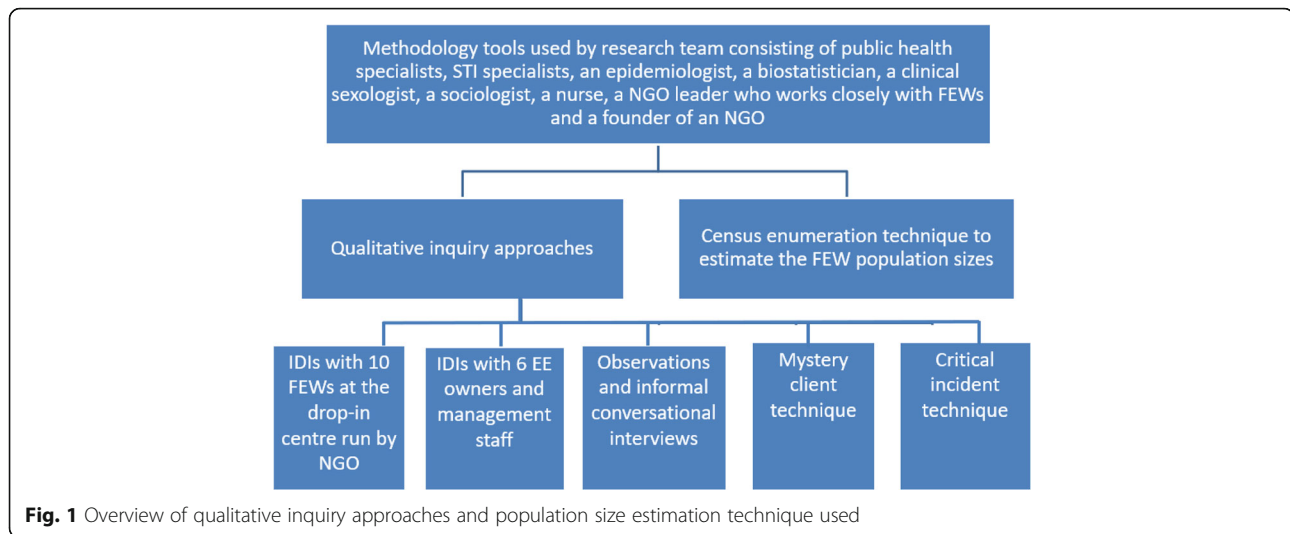 Methodology tools used by research team consisting of public health
specialists, STI specialists, an epidemiologist, a biostatistician, a clinical
sexologist, a sociologist, a nurse, a NGO leader who works closely with FEWs
and a founder of an NGO
Qualitative inquiry approaches
Census enumeration technique to
estimate the FEW population sizes
IDIs with 10
FEWs at the
drop-in
centre run by
NGO
IDIs with 6 EE
owners and
management
staff
Observations
and informal
conversational
interviews
Mystery
client
technique
Critical
incident
technique
Fig. 1 Overview of qualitative inquiry approaches and population size estimation technique used